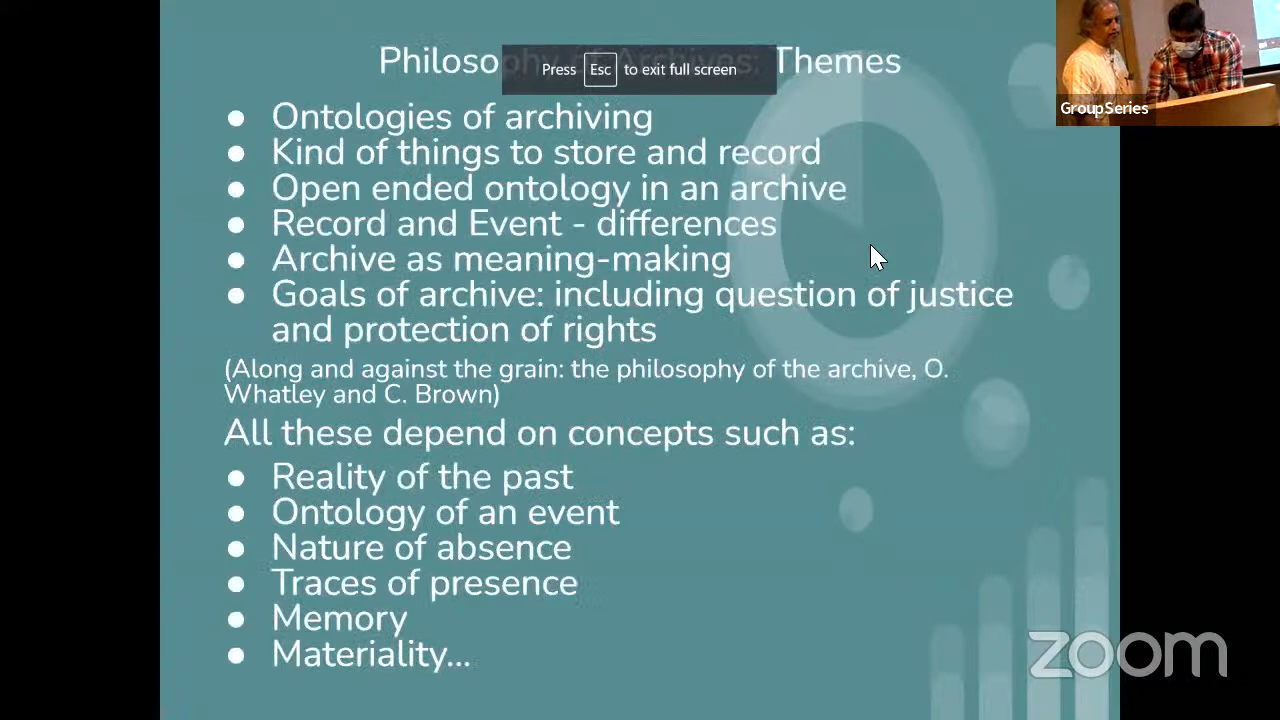 Philoso Themes
Press Esc to exit full screen
GroupSeries
● Ontologies of archiving
● Kind of things to store and record
● Open ended ontology in an archive
● Record and Event - differences
● Archive as meaning-making
● Goals of archive: including question of justice
and protection of rights
(Along and against the grain: the philosophy of the archive, O.
Whatley and C. Brown)
All these depend on concepts such as:
● Reality of the past
● Ontology of an event
● Nature of absence
● Traces of presence
● Memory
● Materiality...
zoom